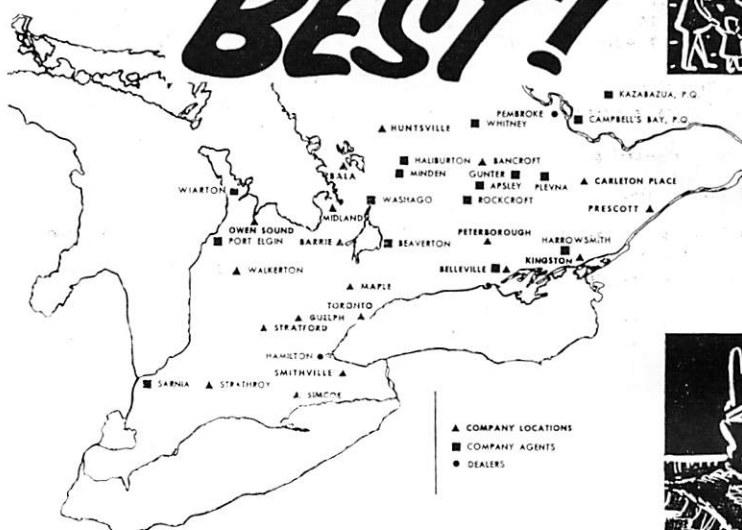 BEST!
KAZABAZUA, P.Q.
PEMBROKE
CAMPBELL'S BAY, P.Q.
WHITNEY
HUNTSVILLE
HALIBURTON
BANCROFT
BALA
MINDEN
GUNTER
APSLEY
PLEVNA
CARLETON PLACE
WIARTON
WASHAGO
ROCKCROFT
MIDLAND
PRESCOTT
OWEN SOUND
PORT ELGIN
BARRIE
BEAVERTON
PETERBOROUGH
HARROWSMITH
KINGSTON
WALKERTON
BELLEVILLE
MAPLE
TORONTO
GUELPH
STRATFORD
HAMILTON
SMITHVILLE
SARNIA
STRATHROY
SIMCOE
COMPANY LOCATIONS
COMPANY AGENTS
DEALERS